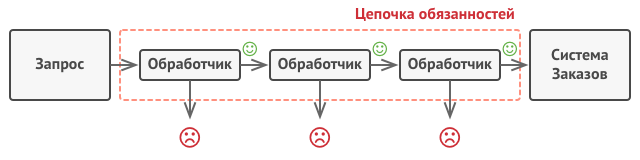 Цепочка обязанностей
Запрос
Обработчик
Обработчик
Обработчик
Система
Заказов